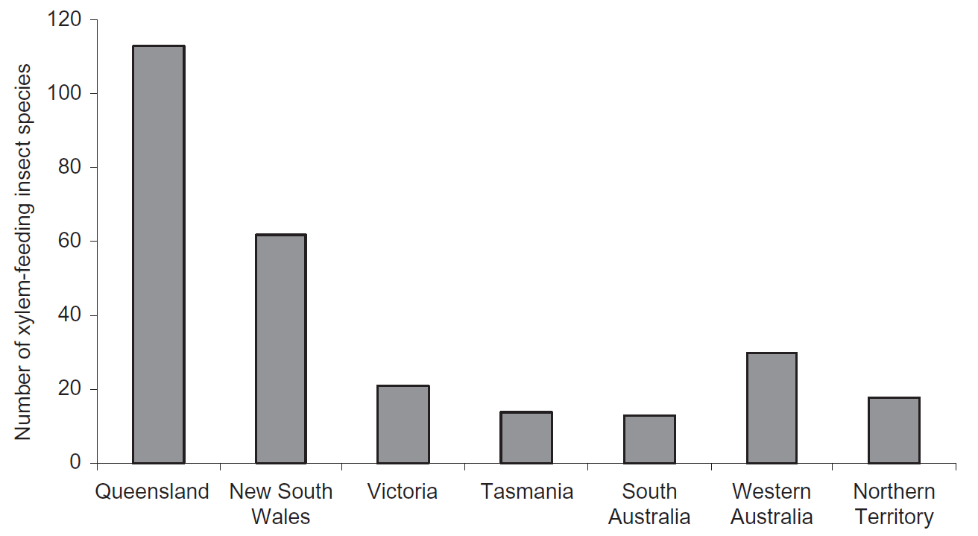 Number of xylem-feeding insect species
120
100
80
60
40
20
0
Queensland
New South
Wales
Victoria
Tasmania
South
Australia
Western
Australia
Northern
Territory